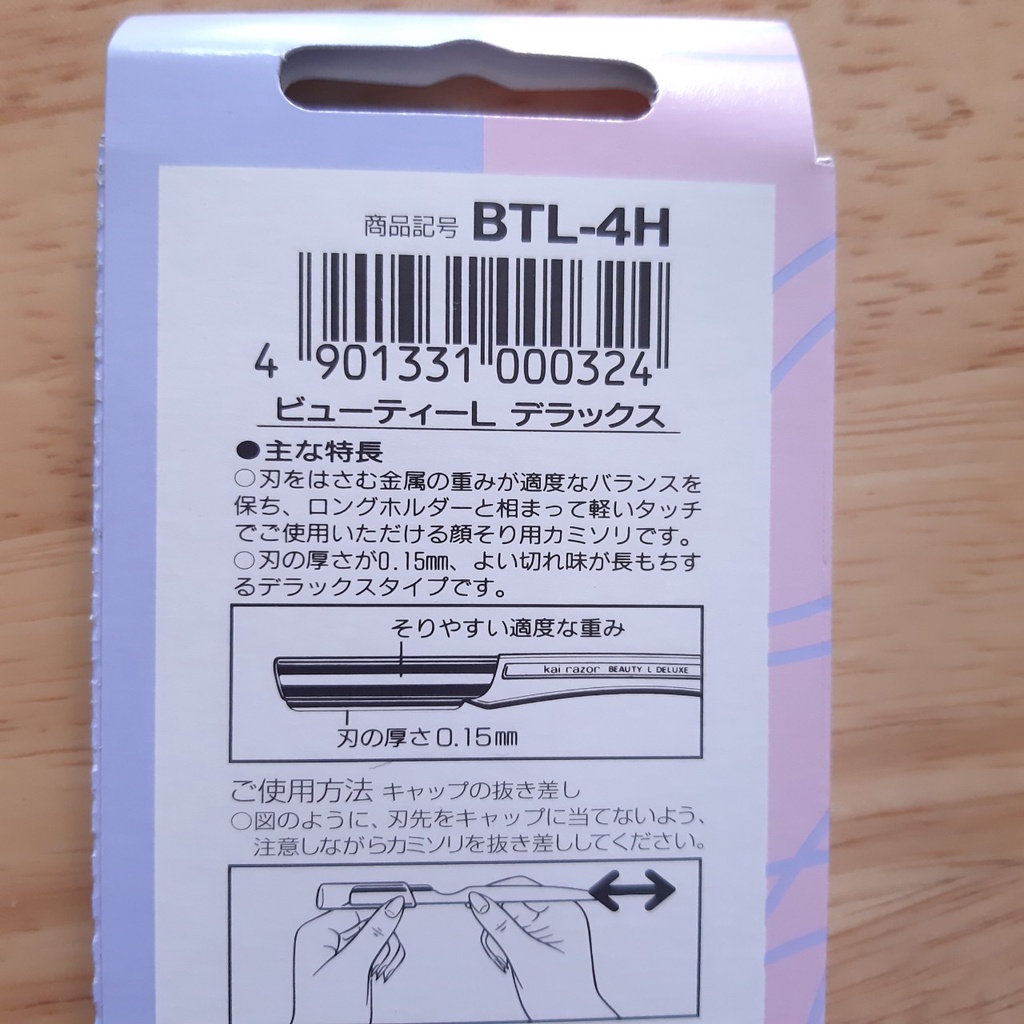 商品記号 BTL-4H
4 901331 000324
ビューティーL デラックス
●主な特長
○刃をはさむ金属の重みが適度なバランスを
保ち、ロングホルダーと相まって軽いタッチ
でご使用いただける顔そり用カミソリです。
○刃の厚さが0.15mm、よい切れ味が長もちす
るデラックスタイプです。
そりやすい適度な重み
kai razor BEAUTY L DELUXE
刃の厚さ0.15mm
ご使用方法 キャップの抜き差し
○図のように、刃先をキャップに当てないよう、
注意しながらカミソリを抜き差ししてください。